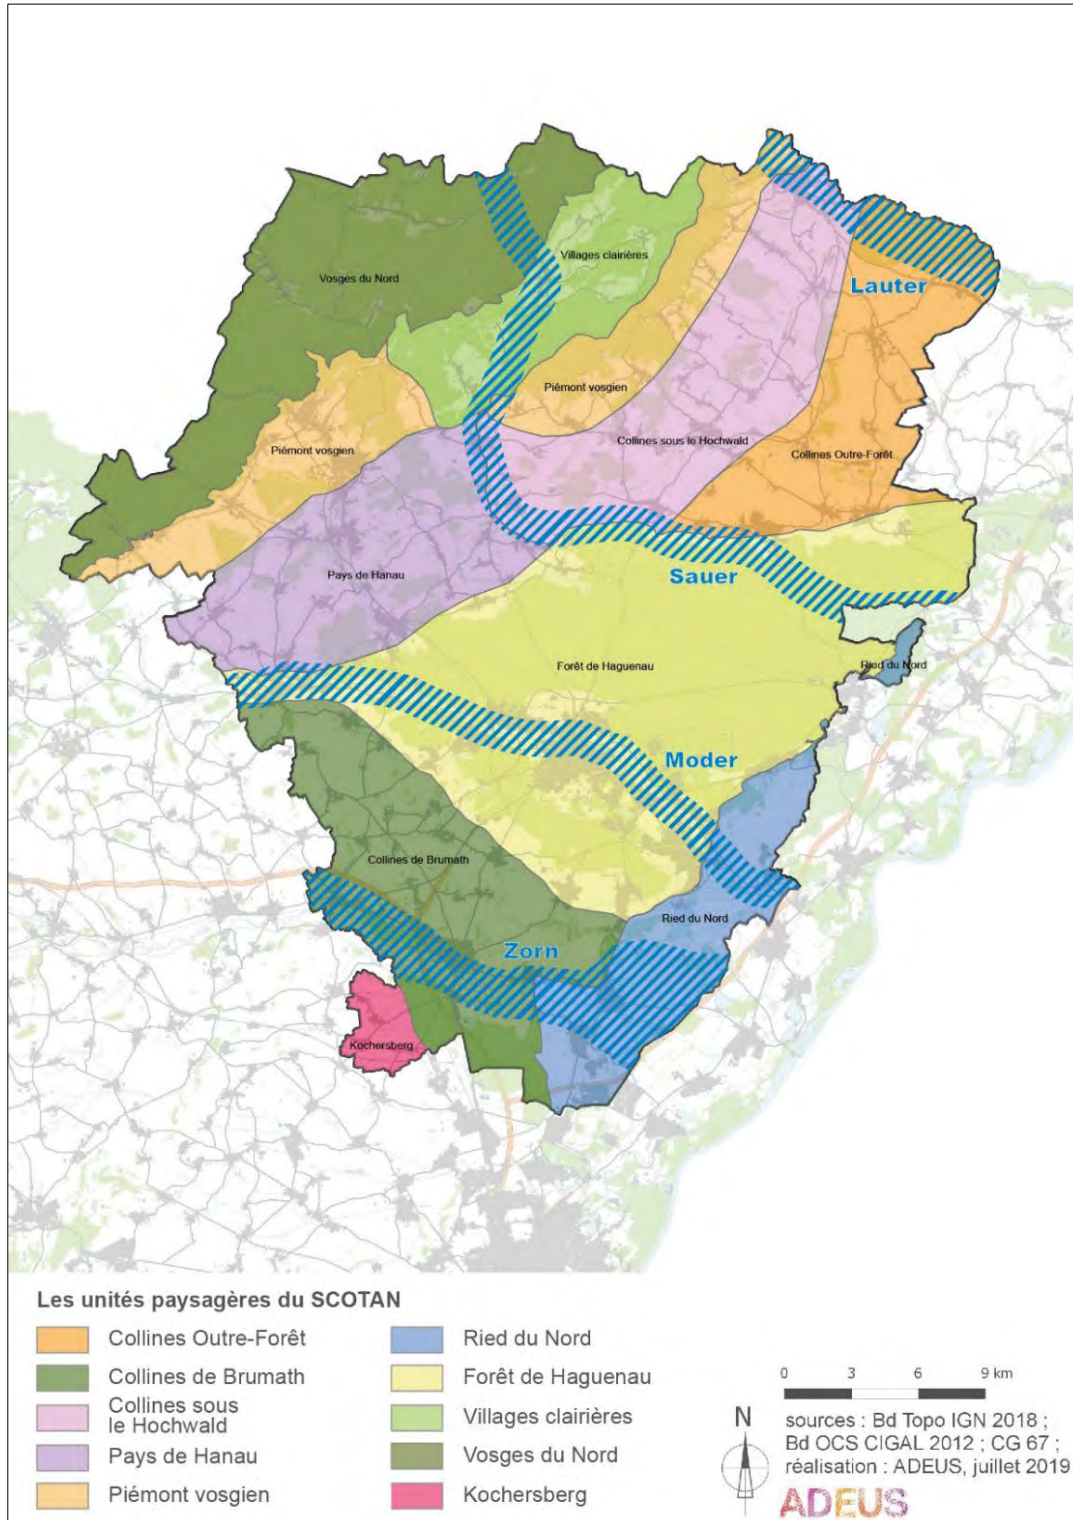 Vosges du Nord
Villages clairières
Lauter
Piémont vosgien
Collines sous le Hochwald
Piémont vosgien
Collines Outre-Forêt
Pays de Hanau
Sauer
Forêt de Haguenau
Ried du Nord
Moder
Collines de Brumath
Ried du Nord
Zorn
Kochersberg
Les unités paysagères du SCOTAN
Collines Outre-Forêt
Collines de Brumath
Collines sous
le Hochwald
Pays de Hanau
Piémont vosgien
Ried du Nord
Forêt de Haguenau
Villages clairières
Vosges du Nord
Kochersberg
N
0 3 6 9 km
sources : Bd Topo IGN 2018 ;
Bd OCS CIGAL 2012 ; CG 67 ;
réalisation : ADEUS, juillet 2019
ADEUS